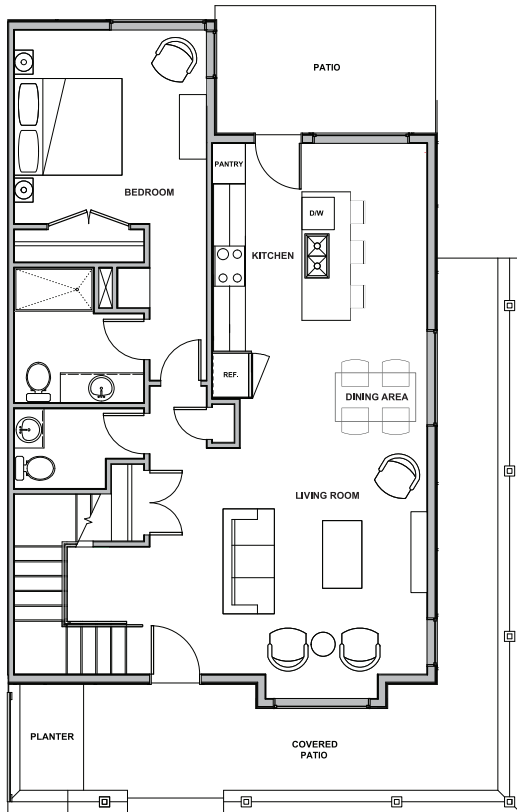 PATIO
PANTRY
BEDROOM
D/W
KITCHEN
REF.
DINING AREA
LIVING ROOM
PLANTER
COVERED
PATIO